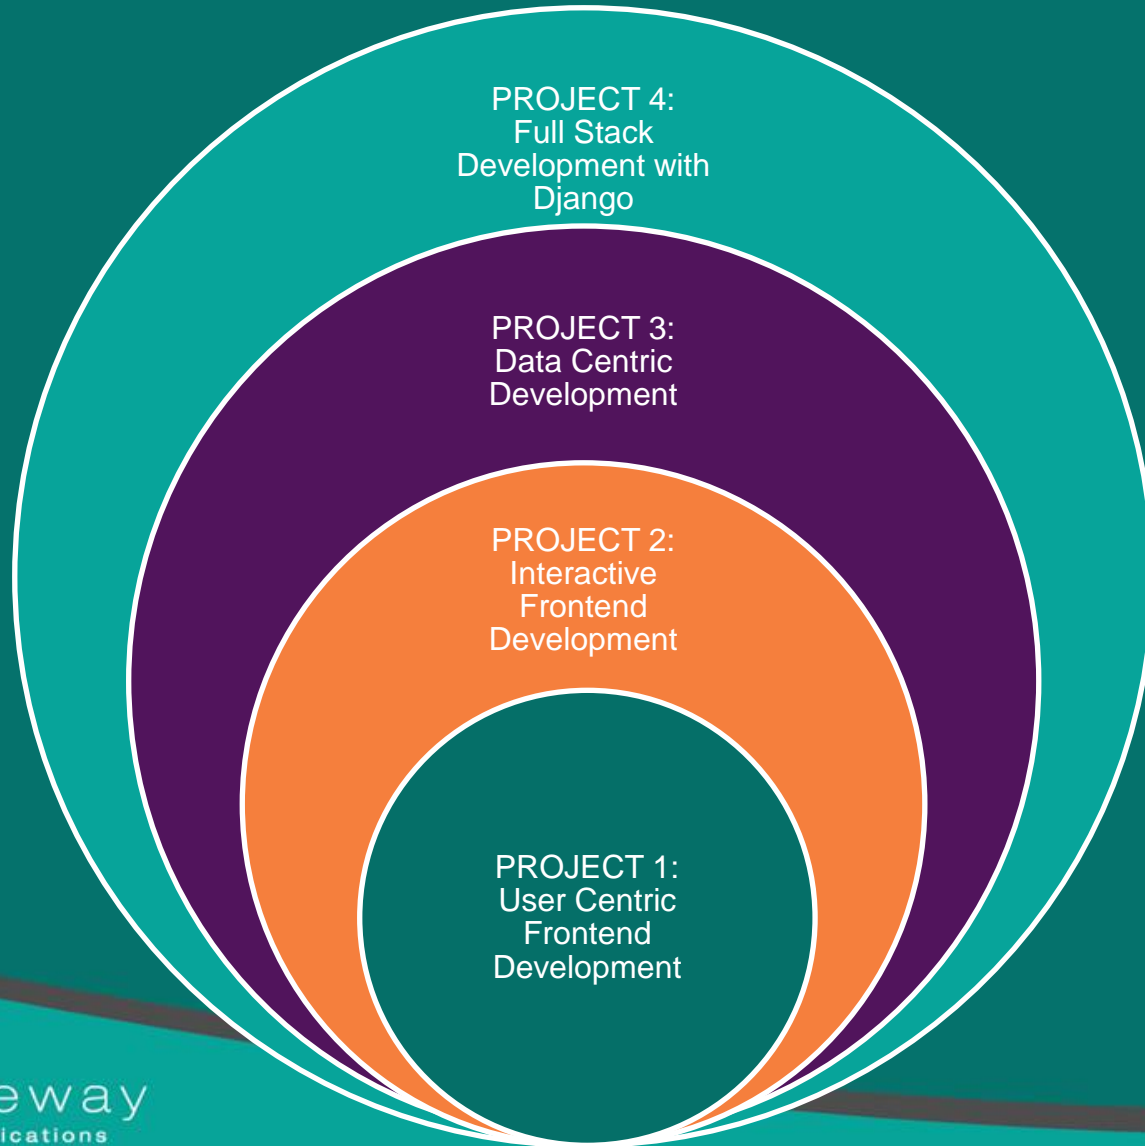 PROJECT 4:
Full Stack
Development with
Django
PROJECT 3:
Data Centric
Development
PROJECT 2:
Interactive
Frontend
Development
PROJECT 1:
User Centric
Frontend
Development
eway
ications